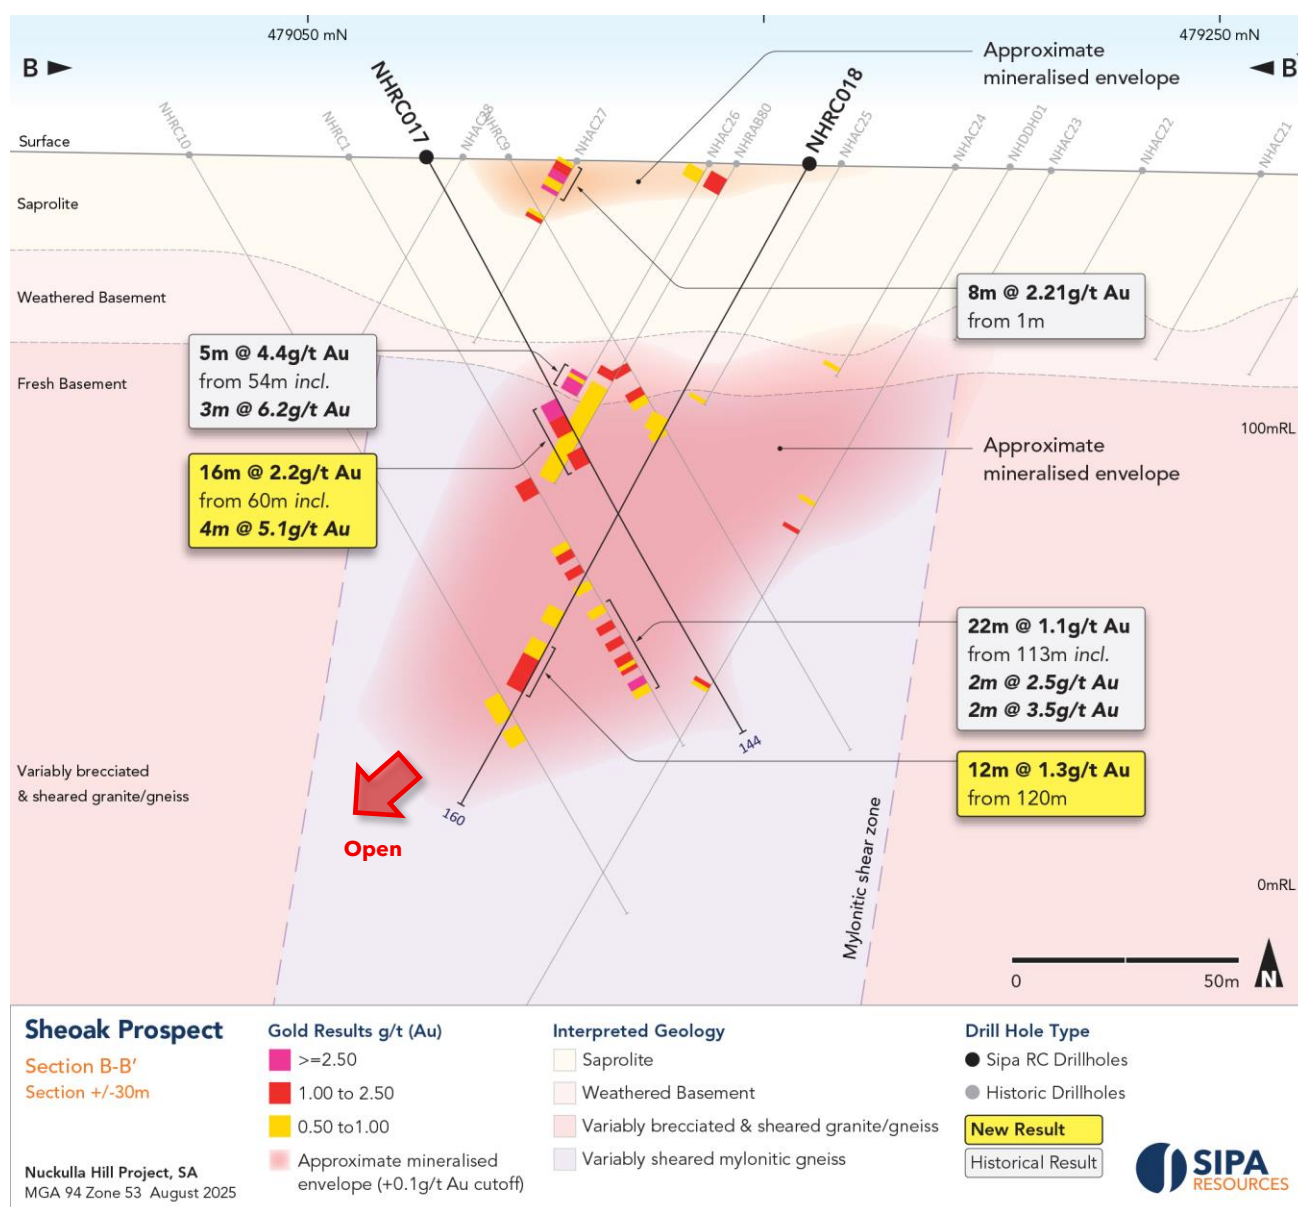 479050 mN
479250 mN
B
B
Approximate
mineralised envelope
NHRC10
NHRC1
NHRC017
NHAC28
NHRC9
NHAC27
NHAC26
NHRAB80
NHRC018
NHAC25
NHAC24
NHDDH01
NHAC23
NHAC22
NHAC21
Surface
Saprolite
Weathered Basement
8m @ 2.21g/t Au
from 1m
5m @ 4.4g/t Au
from 54m incl.
3m @ 6.2g/t Au
Fresh Basement
100mRL
Approximate
mineralised envelope
16m @ 2.2g/t Au
from 60m incl.
4m @ 5.1g/t Au
22m @ 1.1g/t Au
from 113m incl.
2m @ 2.5g/t Au
2m @ 3.5g/t Au
144
12m @ 1.3g/t Au
from 120m
Variably brecciated
& sheared granite/gneiss
160
Open
Mylonitic shear zone
0mRL
0
50m
N
Sheoak Prospect
Section B-B'
Section +/-30m
Nuckulla Hill Project, SA
MGA 94 Zone 53 August 2025
Gold Results g/t (Au)
>=2.50
1.00 to 2.50
0.50 to1.00
Approximate mineralised
envelope (+0.1g/t Au cutoff)
Interpreted Geology
Saprolite
Weathered Basement
Variably brecciated & sheared granite/gneiss
Variably sheared mylonitic gneiss
Drill Hole Type
Sipa RC Drillholes
Historic Drillholes
New Result
Historical Result
SIPA
RESOURCES